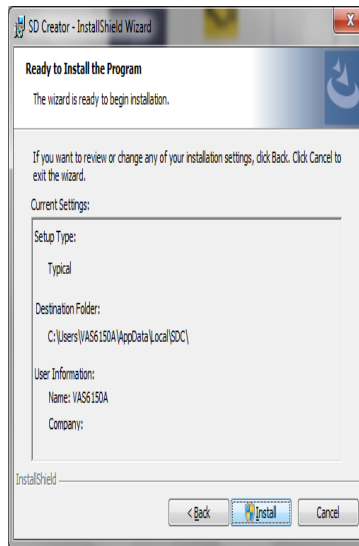 SD Creator - InstallShield Wizard
Ready to Install the Program
The wizard is ready to begin installation.
If you want to review or change any of your installation settings, click Back. Click Cancel to
exit the wizard.
Current Settings:
Setup Type:
Typical
Destination Folder:
C:\Users\VAS6150A\AppData\Local\SDC\
User Information:
Name: VAS6150A
Company:
InstallShield
< Back
Install
Cancel